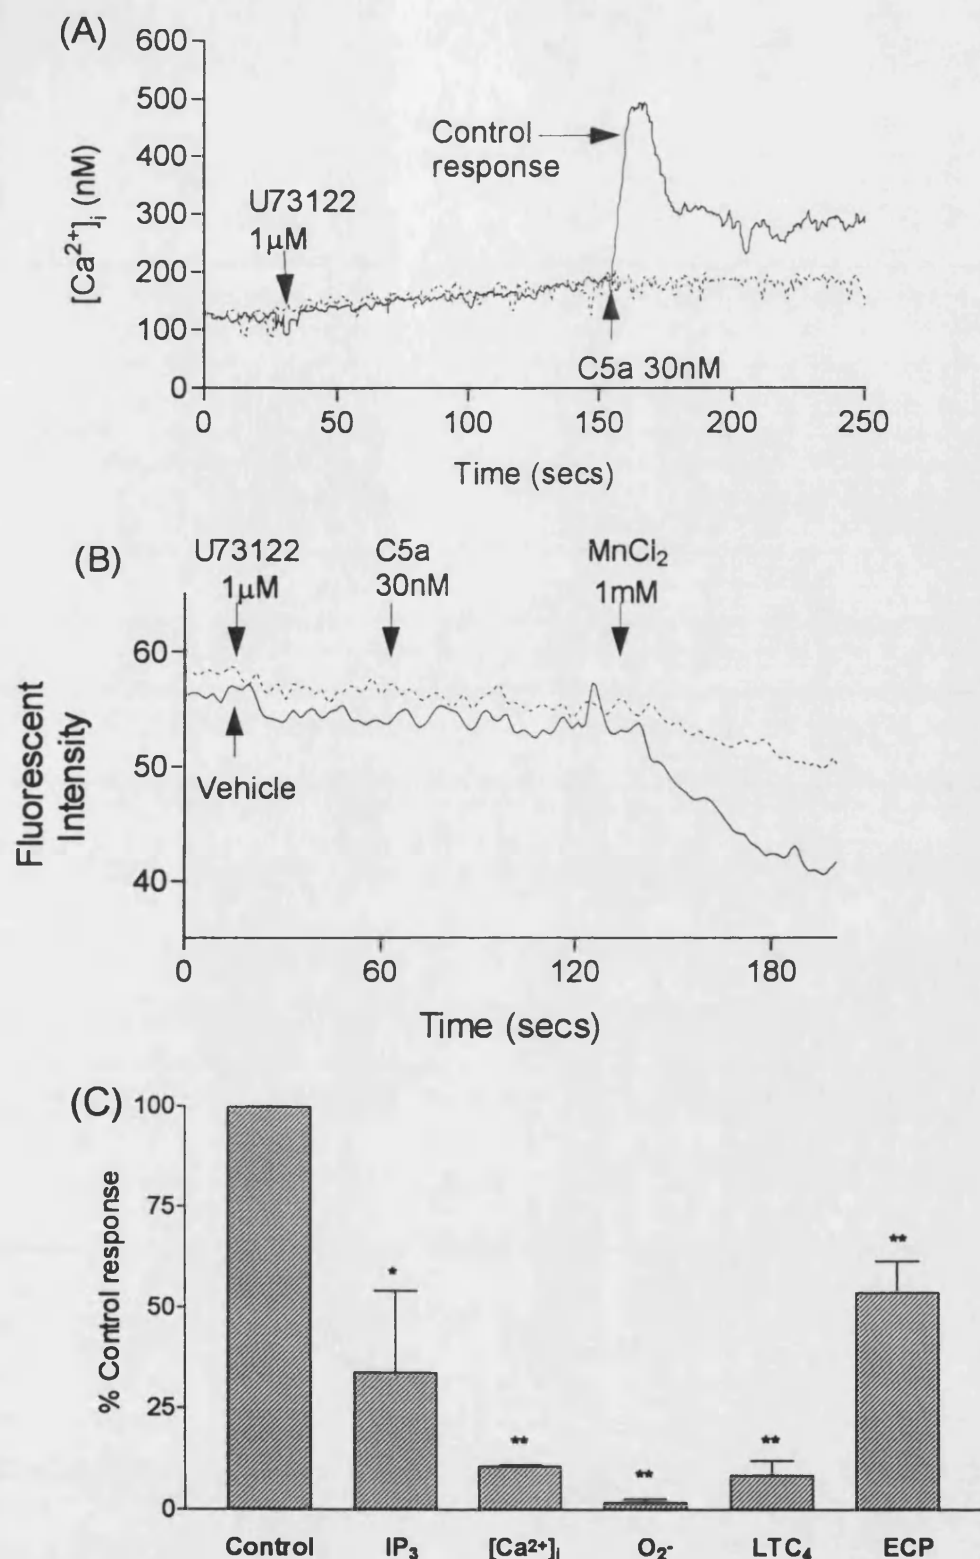 (A)
600
500
400
300
200
100
0
[Ca²⁺]ᵢ (nM)
U73122
1µM
Control
response
C5a 30nM
0 50 100 150 200 250
Time (secs)
(B)
U73122
1µM
C5a
30nM
MnCl₂
1mM
60
50
40
Fluorescent
Intensity
Vehicle
0 60 120 180
Time (secs)
(C)
100
75
50
25
0
% Control response
*
**
**
**
**
Control IP₃ [Ca²⁺]ᵢ O₂⁻ LTC₄ ECP